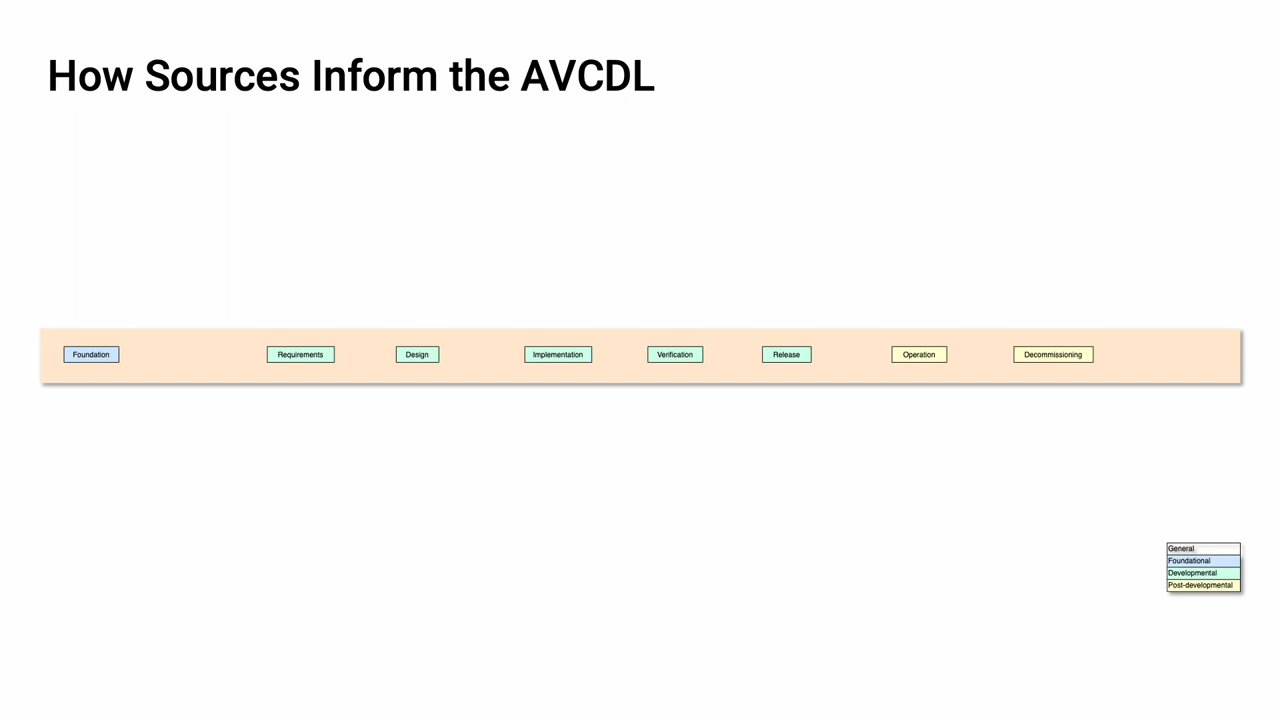 How Sources Inform the AVCDL
Foundation
Requirements
Design
Implementation
Verification
Release
Operation
Decommissioning
General
Foundational
Developmental
Post-developmental